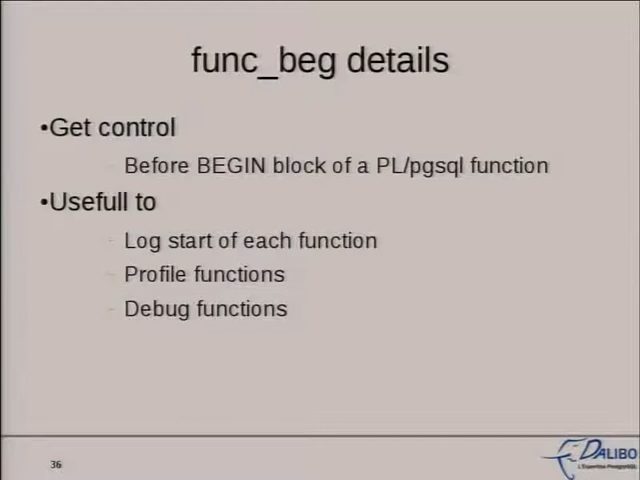 func_beg details
•Get control
– Before BEGIN block of a PL/pgsql function
•Usefull to
– Log start of each function
– Profile functions
– Debug functions
36
DALIBO
L'Expertise PostgreSQL